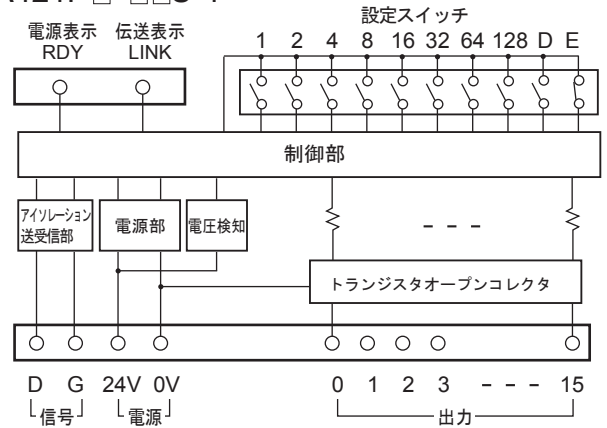 設定スイッチ
電源表示 伝送表示
RDY LINK
1 2 4 8 16 32 64 128 D E
制御部
アイソレーション
送受信部
電源部
電圧検知
- - -
トランジスタオープンコレクタ
D G 24V 0V 0 1 2 3 - - - 15
信号 電源 出力